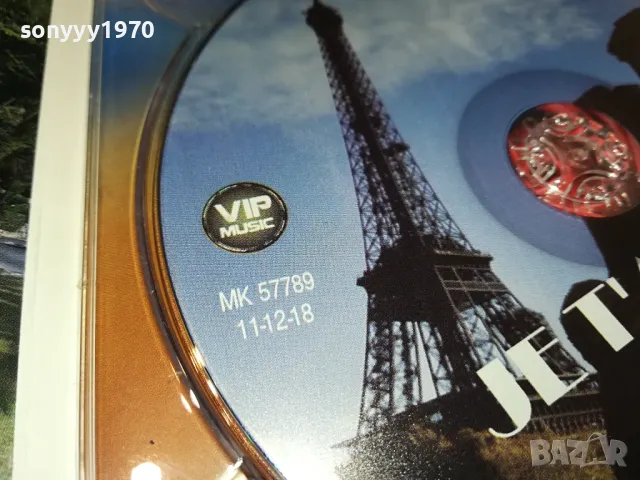 sonyyy1970
VIP
MUSIC
MK 57789
11-12-18
JE T'
BAZAR